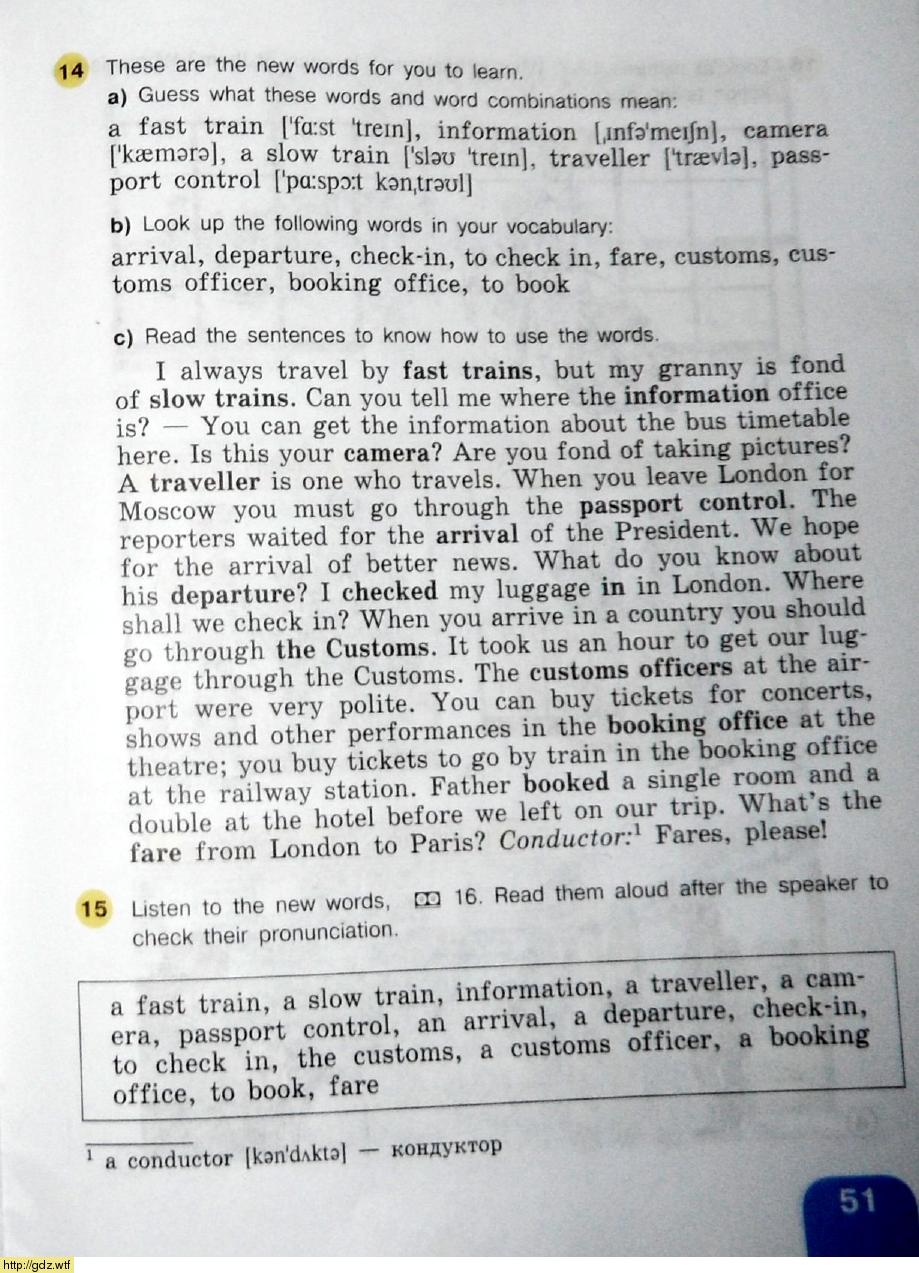 14 These are the new words for you to learn.
a) Guess what these words and word combinations mean:
a fast train [ˈfɑːst ˈtreɪn], information [ˌɪnfəˈmeɪʃn], camera
[ˈkæmərə], a slow train [ˈsləʊ ˈtreɪn], traveller [ˈtrævlə], pass-
port control [ˈpɑːspɔːt kənˌtrəʊl]
b) Look up the following words in your vocabulary:
arrival, departure, check-in, to check in, fare, customs, cus-
toms officer, booking office, to book
c) Read the sentences to know how to use the words.
I always travel by fast trains, but my granny is fond
of slow trains. Can you tell me where the information office
is? — You can get the information about the bus timetable
here. Is this your camera? Are you fond of taking pictures?
A traveller is one who travels. When you leave London for
Moscow you must go through the passport control. The
reporters waited for the arrival of the President. We hope
for the arrival of better news. What do you know about
his departure? I checked my luggage in in London. Where
shall we check in? When you arrive in a country you should
go through the Customs. It took us an hour to get our lug-
gage through the Customs. The customs officers at the air-
port were very polite. You can buy tickets for concerts,
shows and other performances in the booking office at the
theatre; you buy tickets to go by train in the booking office
at the railway station. Father booked a single room and a
double at the hotel before we left on our trip. What's the
fare from London to Paris? Conductor:¹ Fares, please!
15 Listen to the new words, 16. Read them aloud after the speaker to
check their pronunciation.
a fast train, a slow train, information, a traveller, a cam-
era, passport control, an arrival, a departure, check-in,
to check in, the customs, a customs officer, a booking
office, to book, fare
¹ a conductor [kənˈdʌktə] — кондуктор
51
http://gdz.wtf